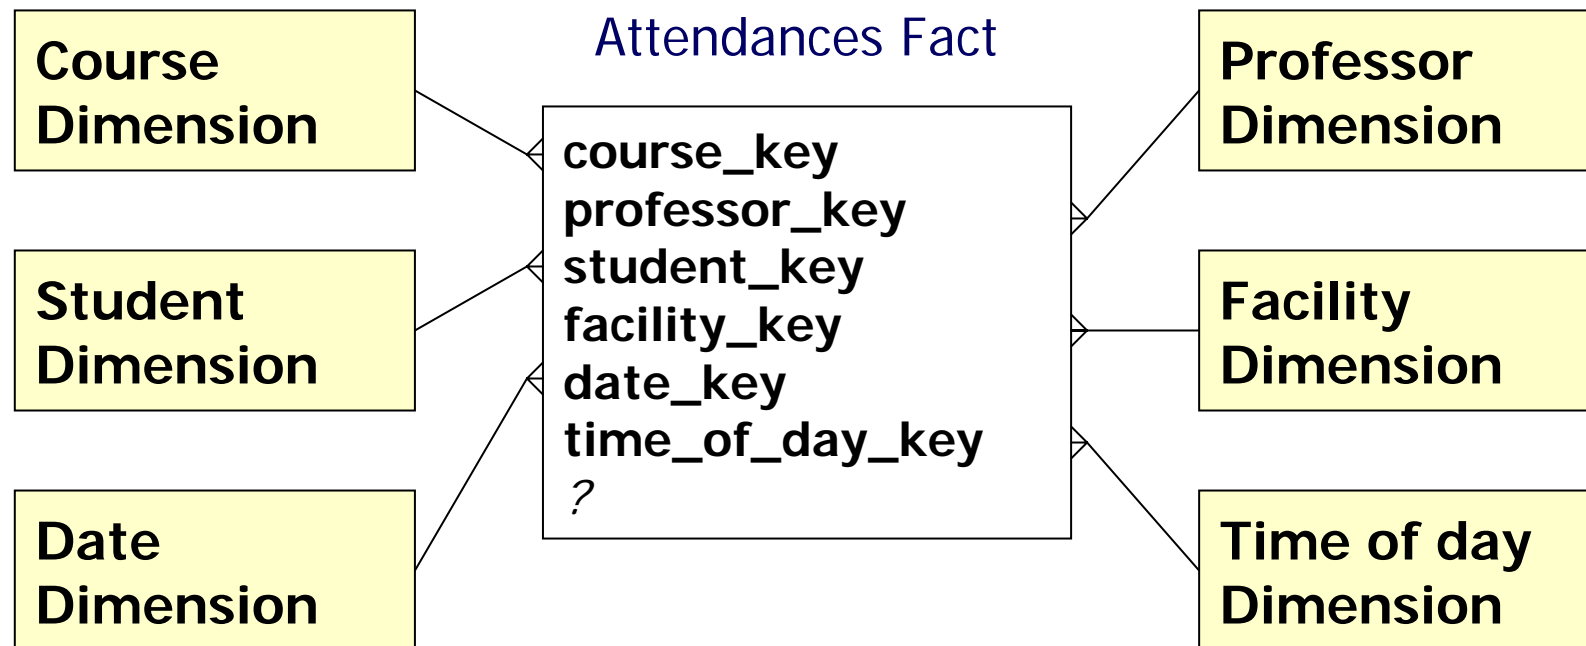 Attendances Fact
Course
Dimension
Student
Dimension
Date
Dimension
course_key
professor_key
student_key
facility_key
date_key
time_of_day_key
?
Professor
Dimension
Facility
Dimension
Time of day
Dimension